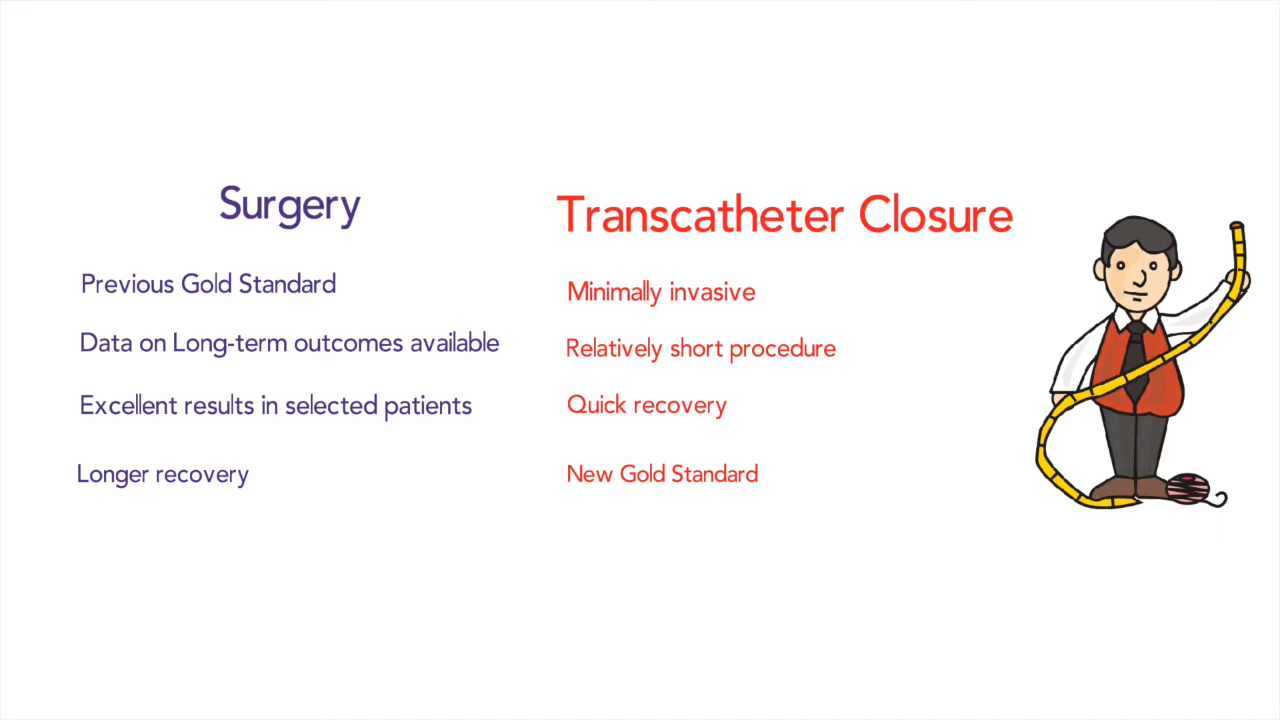 Surgery
Previous Gold Standard
Data on Long-term outcomes available
Excellent results in selected patients
Longer recovery
Transcatheter Closure
Minimally invasive
Relatively short procedure
Quick recovery
New Gold Standard